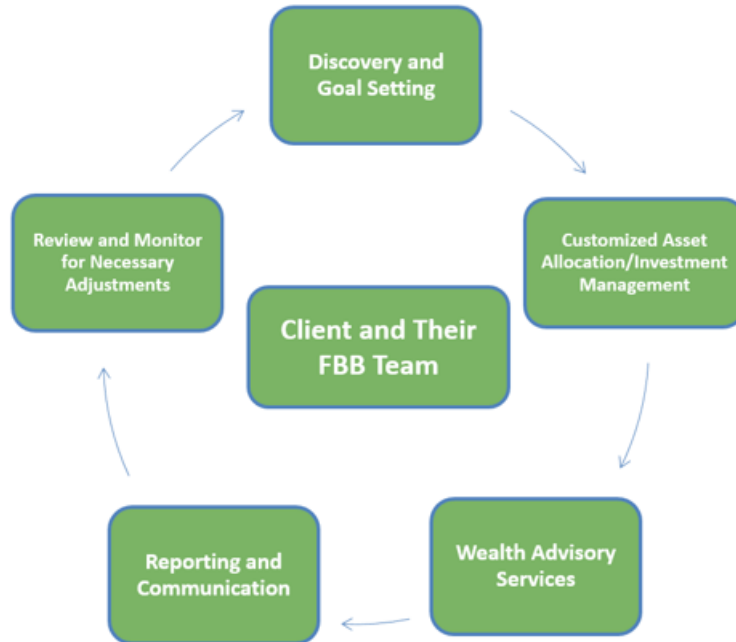 Discovery and
Goal Setting
Customized Asset
Allocation/Investment
Management
Wealth Advisory
Services
Reporting and
Communication
Review and Monitor
for Necessary
Adjustments
Client and Their
FBB Team